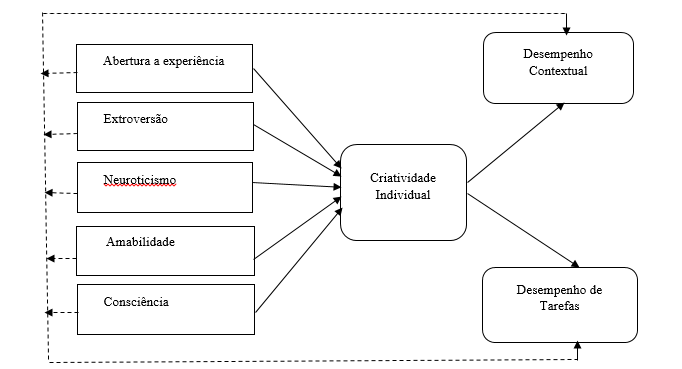 Abertura a experiência
Extroversão
Neuroticismo
Amabilidade
Consciência
Criatividade
Individual
Desempenho
Contextual
Desempenho de
Tarefas